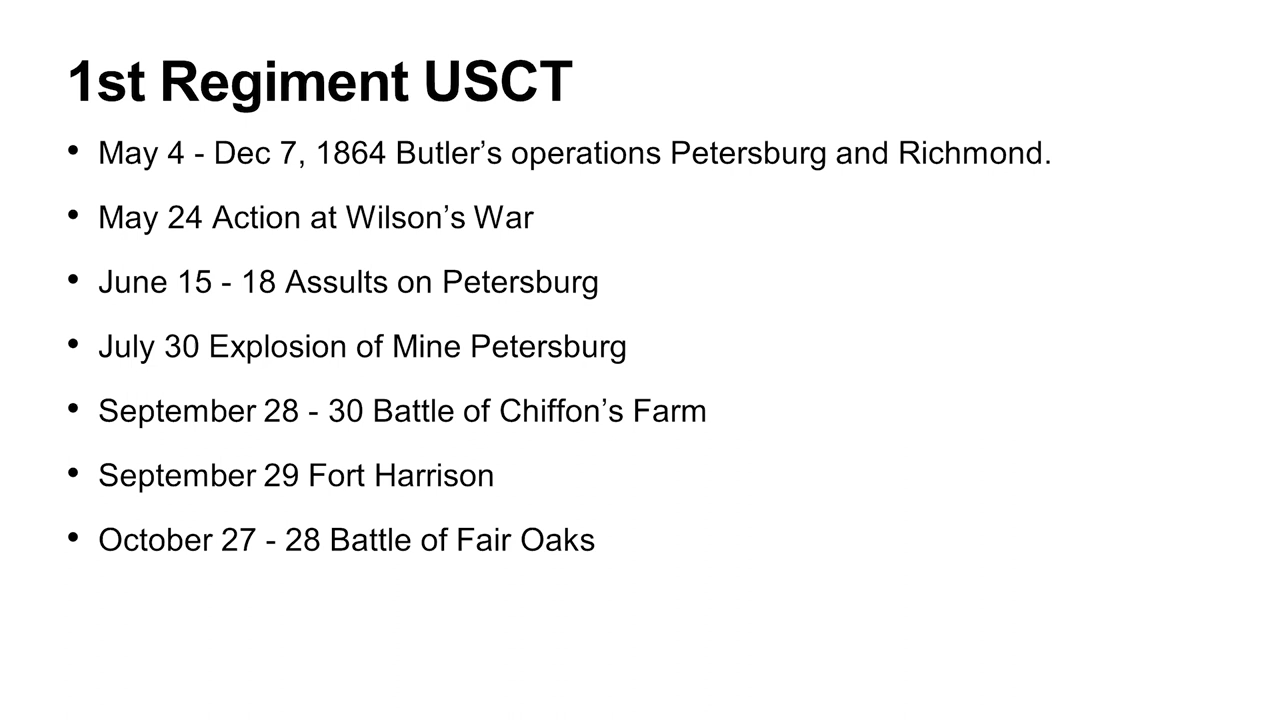 1st Regiment USCT
• May 4 - Dec 7, 1864 Butler’s operations Petersburg and Richmond.
• May 24 Action at Wilson’s War
• June 15 - 18 Assults on Petersburg
• July 30 Explosion of Mine Petersburg
• September 28 - 30 Battle of Chiffon’s Farm
• September 29 Fort Harrison
• October 27 - 28 Battle of Fair Oaks